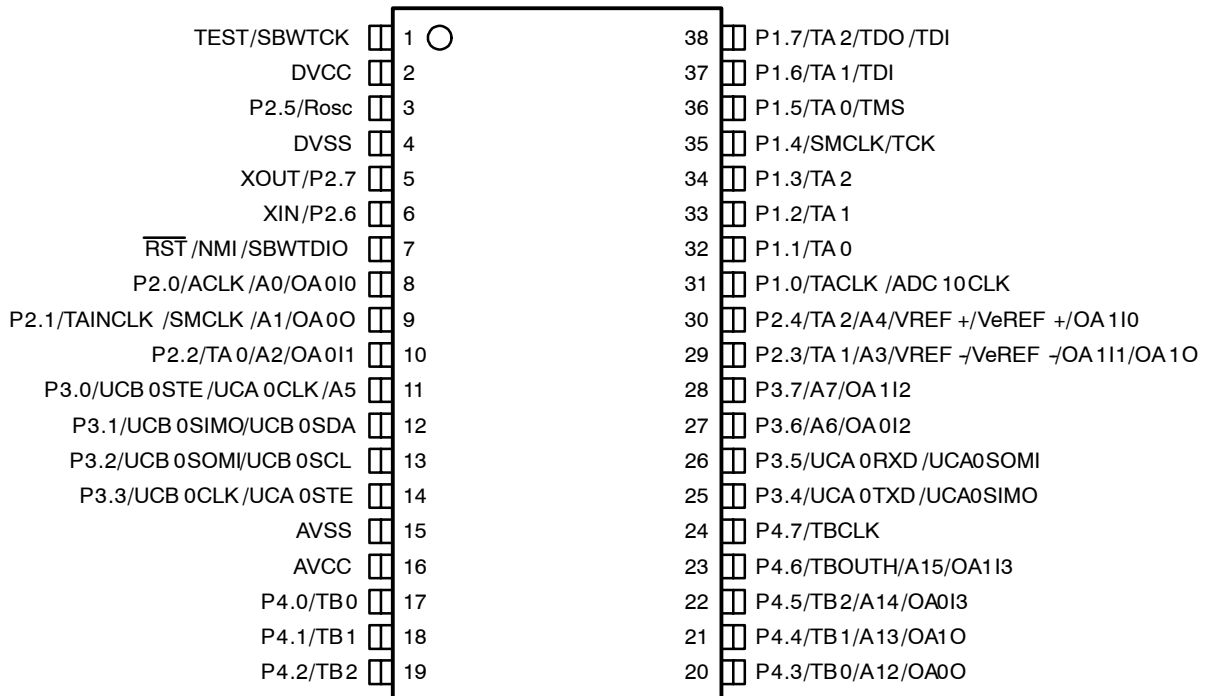 TEST/SBWTCK 1 38 P1.7/TA2/TDO/TDI
DVCC 2 37 P1.6/TA1/TDI
P2.5/Rosc 3 36 P1.5/TA0/TMS
DVSS 4 35 P1.4/SMCLK/TCK
XOUT/P2.7 5 34 P1.3/TA2
XIN/P2.6 6 33 P1.2/TA1
RST/NMI/SBWTDIO 7 32 P1.1/TA0
P2.0/ACLK/A0/OA0I0 8 31 P1.0/TACLK/ADC10CLK
P2.1/TAINCLK/SMCLK/A1/OA0O 9 30 P2.4/TA2/A4/VREF+/VeREF+/OA1I0
P2.2/TA0/A2/OA0I1 10 29 P2.3/TA1/A3/VREF-/VeREF-/OA1I1/OA1O
P3.0/UCB0STE/UCA0CLK/A5 11 28 P3.7/A7/OA1I2
P3.1/UCB0SIMO/UCB0SDA 12 27 P3.6/A6/OA0I2
P3.2/UCB0SOMI/UCB0SCL 13 26 P3.5/UCA0RXD/UCA0SOMI
P3.3/UCB0CLK/UCA0STE 14 25 P3.4/UCA0TXD/UCA0SIMO
AVSS 15 24 P4.7/TBCLK
AVCC 16 23 P4.6/TBOUTH/A15/OA1I3
P4.0/TB0 17 22 P4.5/TB2/A14/OA0I3
P4.1/TB1 18 21 P4.4/TB1/A13/OA1O
P4.2/TB2 19 20 P4.3/TB0/A12/OA0O